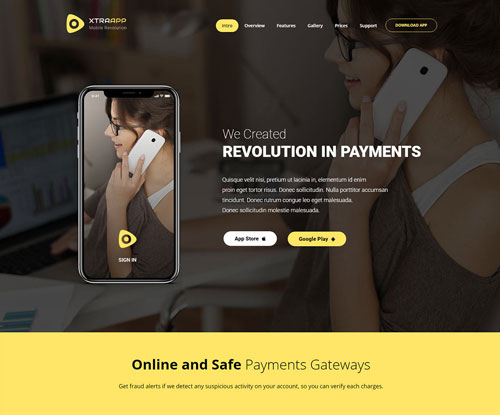 XTRAAPP
Mobile Revolution
Intro
Overview
Features
Gallery
Prices
Support
DOWNLOAD APP
We Created
REVOLUTION IN PAYMENTS
Quisque velit nisi, pretium ut lacinia in, elementum id enim
proin eget tortor risus. Donec sollicitudin. Nulla porttitor accumsan
tincidunt. Donec rutrum congue leo eget malesuada.
Donec sollicitudin molestie malesuada.
App Store
Google Play
SIGN IN
Online and Safe Payments Gateways
Get fraud alerts if we detect any suspicious activity on your account, so you can verify each charges.